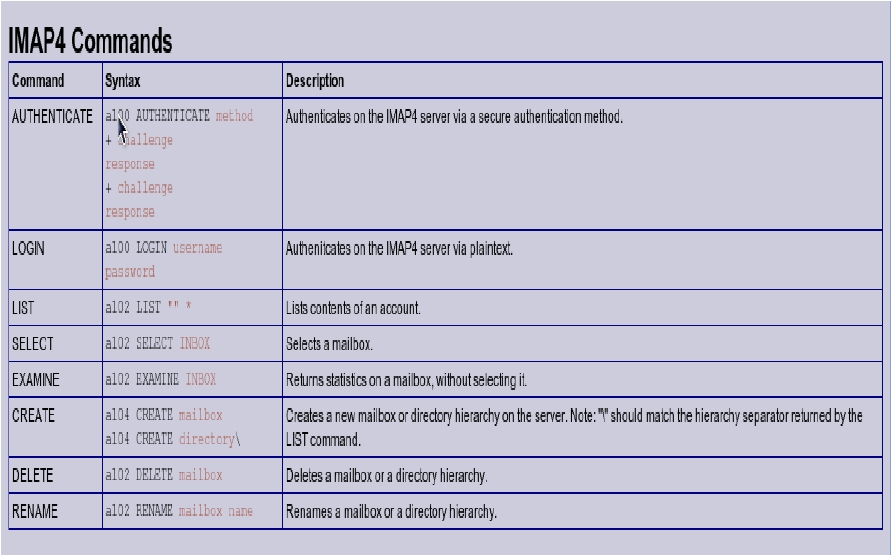 IMAP4 Commands
Command Syntax Description
AUTHENTICATE a100 AUTHENTICATE method Authenticates on the IMAP4 server via a secure authentication method.
+ challenge
response
+ challenge
response
LOGIN a100 LOGIN username Authenitcates on the IMAP4 server via plaintext.
password
LIST a102 LIST "" * Lists contents of an account.
SELECT a102 SELECT INBOX Selects a mailbox.
EXAMINE a102 EXAMINE INBOX Returns statistics on a mailbox, without selecting it.
CREATE a104 CREATE mailbox Creates a new mailbox or directory hierarchy on the server. Note: "\" should match the hierarchy separator returned by the
a104 CREATE directory\ LIST command.
DELETE a102 DELETE mailbox Deletes a mailbox or a directory hierarchy.
RENAME a102 RENAME mailbox name Renames a mailbox or a directory hierarchy.